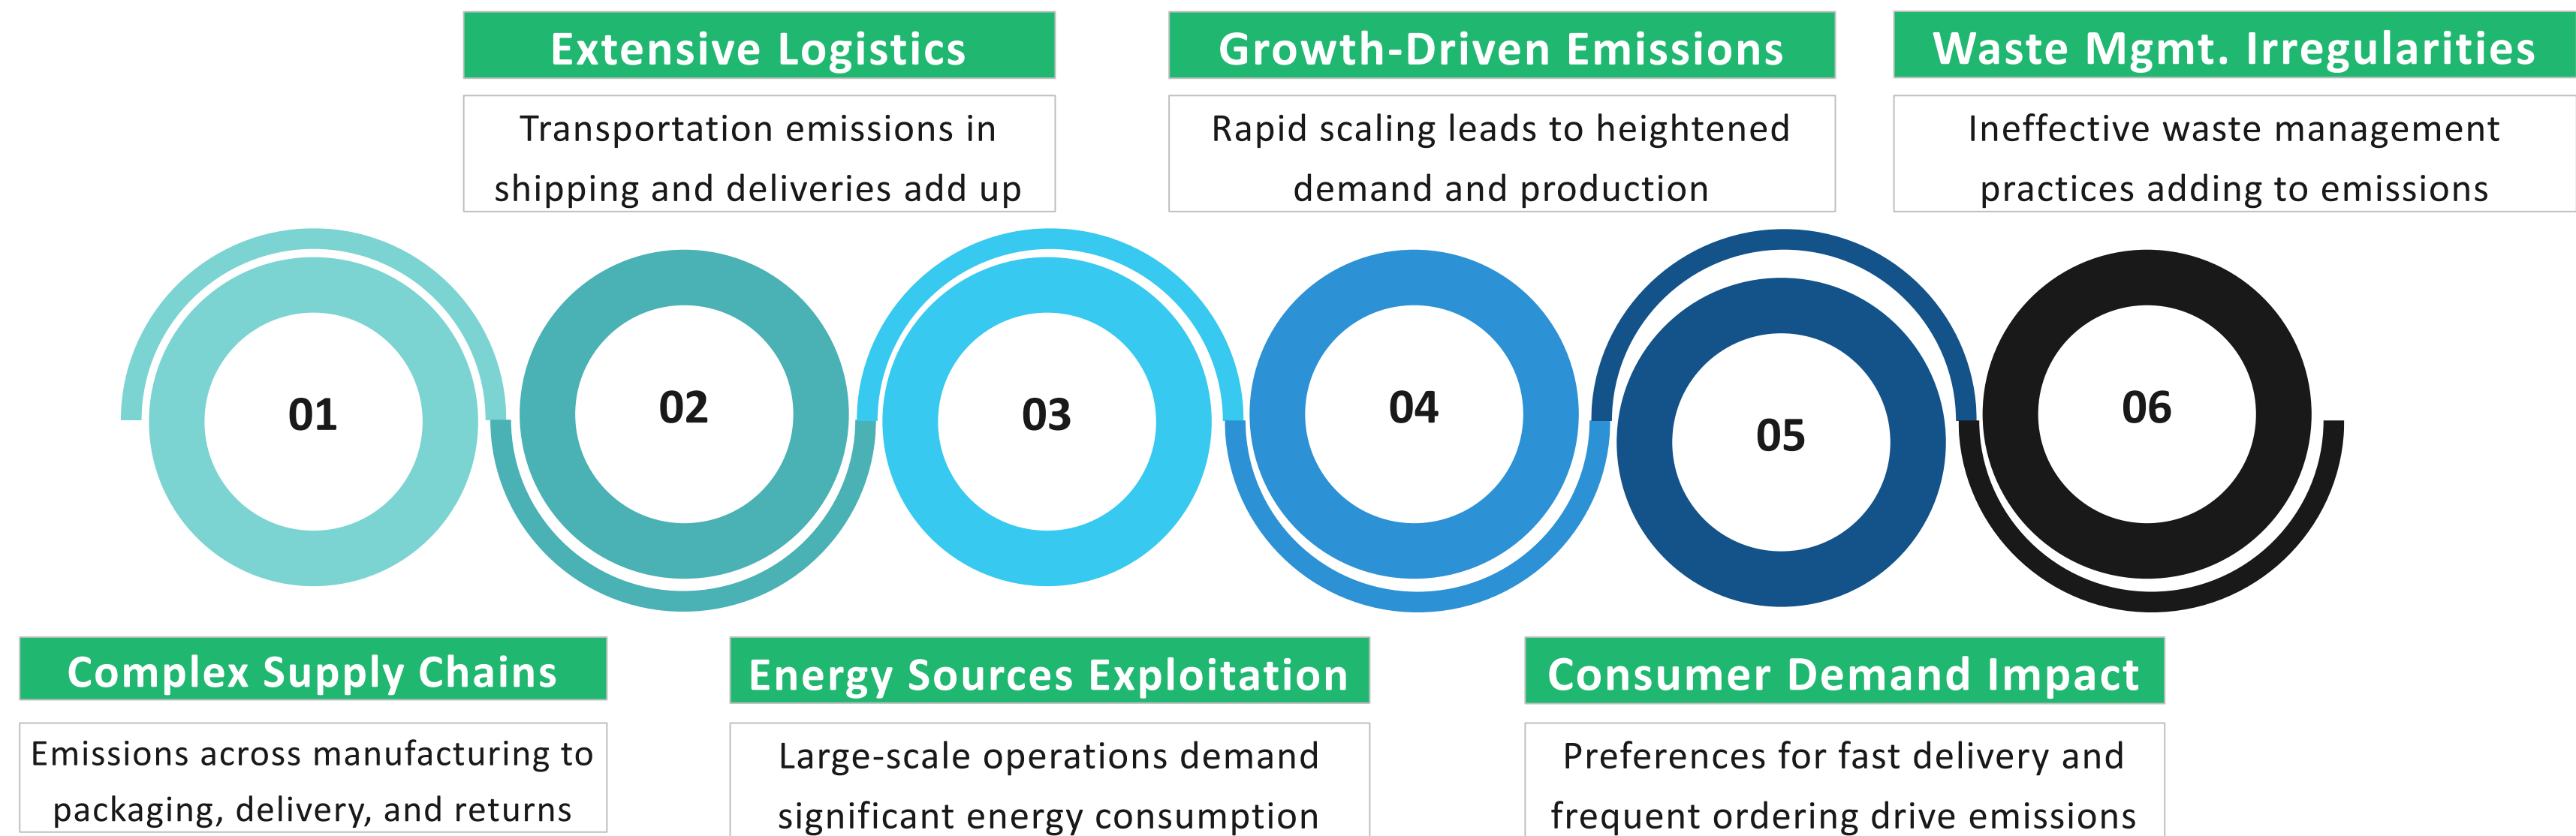 Extensive Logistics
Transportation emissions in
shipping and deliveries add up
Growth-Driven Emissions
Rapid scaling leads to heightened
demand and production
Waste Mgmt. Irregularities
Ineffective waste management
practices adding to emissions
01
02
03
04
05
06
Complex Supply Chains
Emissions across manufacturing to
packaging, delivery, and returns
Energy Sources Exploitation
Large-scale operations demand
significant energy consumption
Consumer Demand Impact
Preferences for fast delivery and
frequent ordering drive emissions